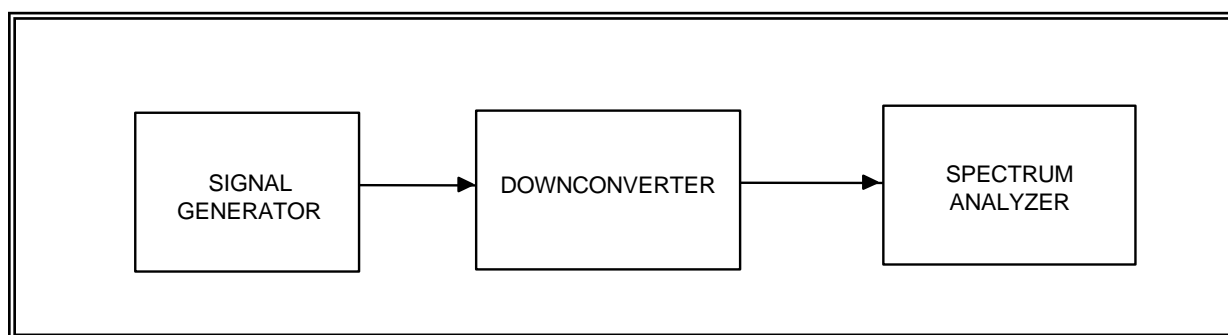 SIGNAL
GENERATOR
DOWNCONVERTER
SPECTRUM
ANALYZER